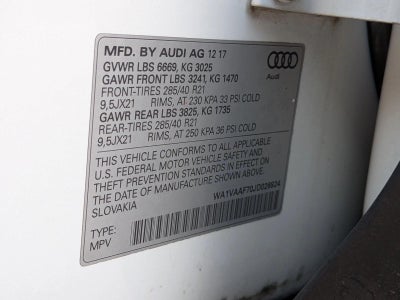 MFD. BY AUDI AG 12 17
GVWR LBS 6669, KG 3025
GAWR FRONT LBS 3241, KG 1470
FRONT-TIRES 285/40 R21
9,5JX21 RIMS, AT 230 KPA 33 PSI COLD
GAWR REAR LBS 3825, KG 1735
REAR-TIRES 285/40 R21
9,5JX21 RIMS, AT 250 KPA 36 PSI COLD
Audi
THIS VEHICLE CONFORMS TO ALL APPLICABLE
U.S. FEDERAL MOTOR VEHICLE SAFETY AND
THEFT PREVENTION STANDARDS IN EFFECT ON
THE DATE OF MANUFACTURE SHOWN ABOVE
SLOVAKIA
WA1VAAF70JD028024
TYPE:
MPV